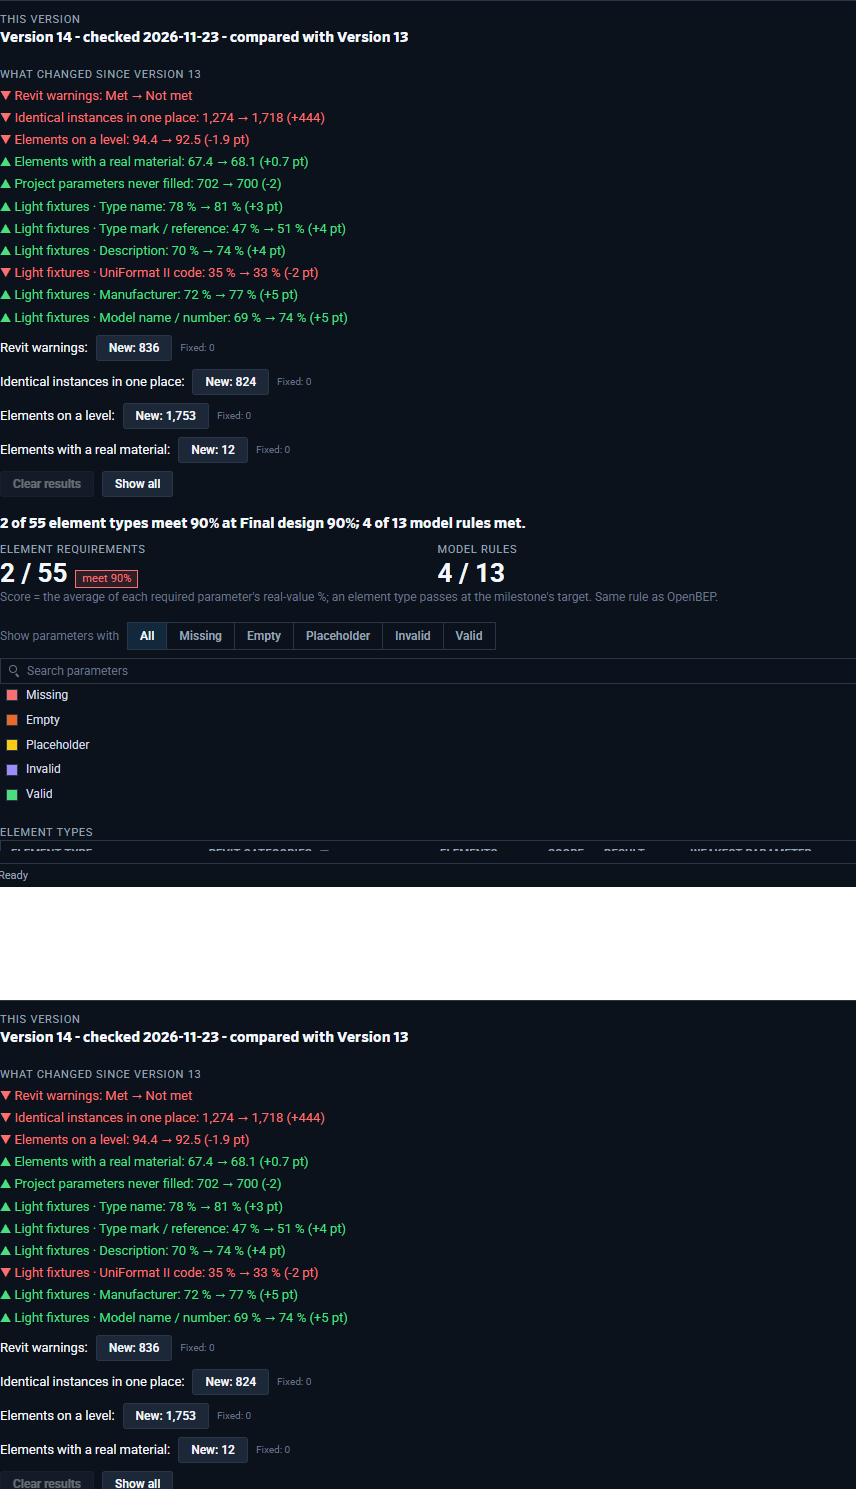 THIS VERSION
Version 14 - checked 2026-11-23 - compared with Version 13
WHAT CHANGED SINCE VERSION 13
▼ Revit warnings: Met → Not met
▼ Identical instances in one place: 1,274 → 1,718 (+444)
▼ Elements on a level: 94.4 → 92.5 (-1.9 pt)
▲ Elements with a real material: 67.4 → 68.1 (+0.7 pt)
▲ Project parameters never filled: 702 → 700 (-2)
▲ Light fixtures · Type name: 78 % → 81 % (+3 pt)
▲ Light fixtures · Type mark / reference: 47 % → 51 % (+4 pt)
▲ Light fixtures · Description: 70 % → 74 % (+4 pt)
▼ Light fixtures · UniFormat II code: 35 % → 33 % (-2 pt)
▲ Light fixtures · Manufacturer: 72 % → 77 % (+5 pt)
▲ Light fixtures · Model name / number: 69 % → 74 % (+5 pt)
Revit warnings: New: 836 Fixed: 0
Identical instances in one place: New: 824 Fixed: 0
Elements on a level: New: 1,753 Fixed: 0
Elements with a real material: New: 12 Fixed: 0
Clear results Show all
2 of 55 element types meet 90% at Final design 90%; 4 of 13 model rules met.
ELEMENT REQUIREMENTS MODEL RULES
2 / 55 meet 90% 4 / 13
Score = the average of each required parameter's real-value %; an element type passes at the milestone's target. Same rule as OpenBEP.
Show parameters with All Missing Empty Placeholder Invalid Valid
Search parameters
Missing
Empty
Placeholder
Invalid
Valid
ELEMENT TYPES
ELEMENT TYPE REVIT CATEGORIES ELEMENTS SCORE RESULT WEAKEST PARAMETER
Ready
THIS VERSION
Version 14 - checked 2026-11-23 - compared with Version 13
WHAT CHANGED SINCE VERSION 13
▼ Revit warnings: Met → Not met
▼ Identical instances in one place: 1,274 → 1,718 (+444)
▼ Elements on a level: 94.4 → 92.5 (-1.9 pt)
▲ Elements with a real material: 67.4 → 68.1 (+0.7 pt)
▲ Project parameters never filled: 702 → 700 (-2)
▲ Light fixtures · Type name: 78 % → 81 % (+3 pt)
▲ Light fixtures · Type mark / reference: 47 % → 51 % (+4 pt)
▲ Light fixtures · Description: 70 % → 74 % (+4 pt)
▼ Light fixtures · UniFormat II code: 35 % → 33 % (-2 pt)
▲ Light fixtures · Manufacturer: 72 % → 77 % (+5 pt)
▲ Light fixtures · Model name / number: 69 % → 74 % (+5 pt)
Revit warnings: New: 836 Fixed: 0
Identical instances in one place: New: 824 Fixed: 0
Elements on a level: New: 1,753 Fixed: 0
Elements with a real material: New: 12 Fixed: 0
Clear results Show all